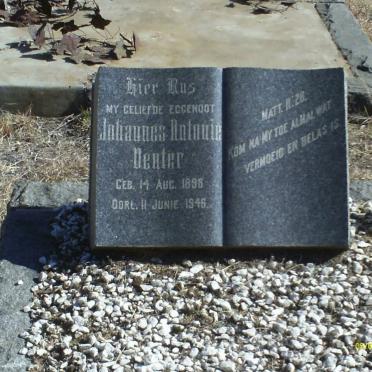 Hier Rus
MY GELIEFDE EGGENOOT
Johannes Antonie
Venter
GEB. 14 AUG. 1898
OORL. 11 JUNIE 1946.
MATT. 11:28.
KOM NA MY TOE ALMAL WAT
VERMOEID EN BELAS IS